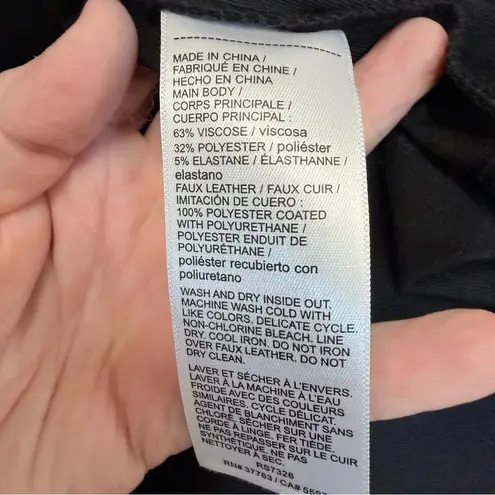 MADE IN CHINA /
FABRIQUÉ EN CHINE /
HECHO EN CHINA
MAIN BODY /
CORPS PRINCIPALE /
CUERPO PRINCIPAL :
63% VISCOSE / viscosa
32% POLYESTER / poliéster
5% ELASTANE / ÉLASTHANNE /
elastano
FAUX LEATHER / FAUX CUIR /
IMITACIÓN DE CUERO :
100% POLYESTER COATED
WITH POLYURETHANE /
POLYESTER ENDUIT DE
POLYURÉTHANE /
poliéster recubierto con
poliuretano
WASH AND DRY INSIDE OUT.
MACHINE WASH COLD WITH
LIKE COLORS. DELICATE CYCLE.
NON-CHLORINE BLEACH. LINE
DRY. COOL IRON. DO NOT IRON
OVER FAUX LEATHER. DO NOT
DRY CLEAN.
LAVER ET SÉCHER À L'ENVERS.
LAVER À LA MACHINE À L'EAU
FROIDE AVEC DES COULEURS
SIMILAIRES, CYCLE DÉLICAT.
AGENT DE BLANCHIMENT SANS
CHLORE, SÉCHER SUR UNE
CORDE À LINGE. FER TIÈDE.
NE PAS REPASSER SUR LE CUIR
SYNTHÉTIQUE. NE PAS
NETTOYER À SEC.
RS7326
RN# 37763 / CA#